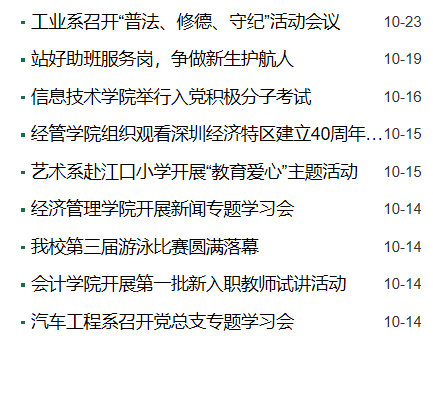 工业系召开“普法、修德、守纪”活动会议 10-23
站好助班服务岗，争做新生护航人 10-19
信息技术学院举行入党积极分子考试 10-16
经管学院组织观看深圳经济特区建立40周年... 10-15
艺术系赴江口小学开展“教育爱心”主题活动 10-15
经济管理学院开展新闻专题学习会 10-14
我校第三届游泳比赛圆满落幕 10-14
会计学院开展第一批新入职教师试讲活动 10-14
汽车工程系召开党总支专题学习会 10-14